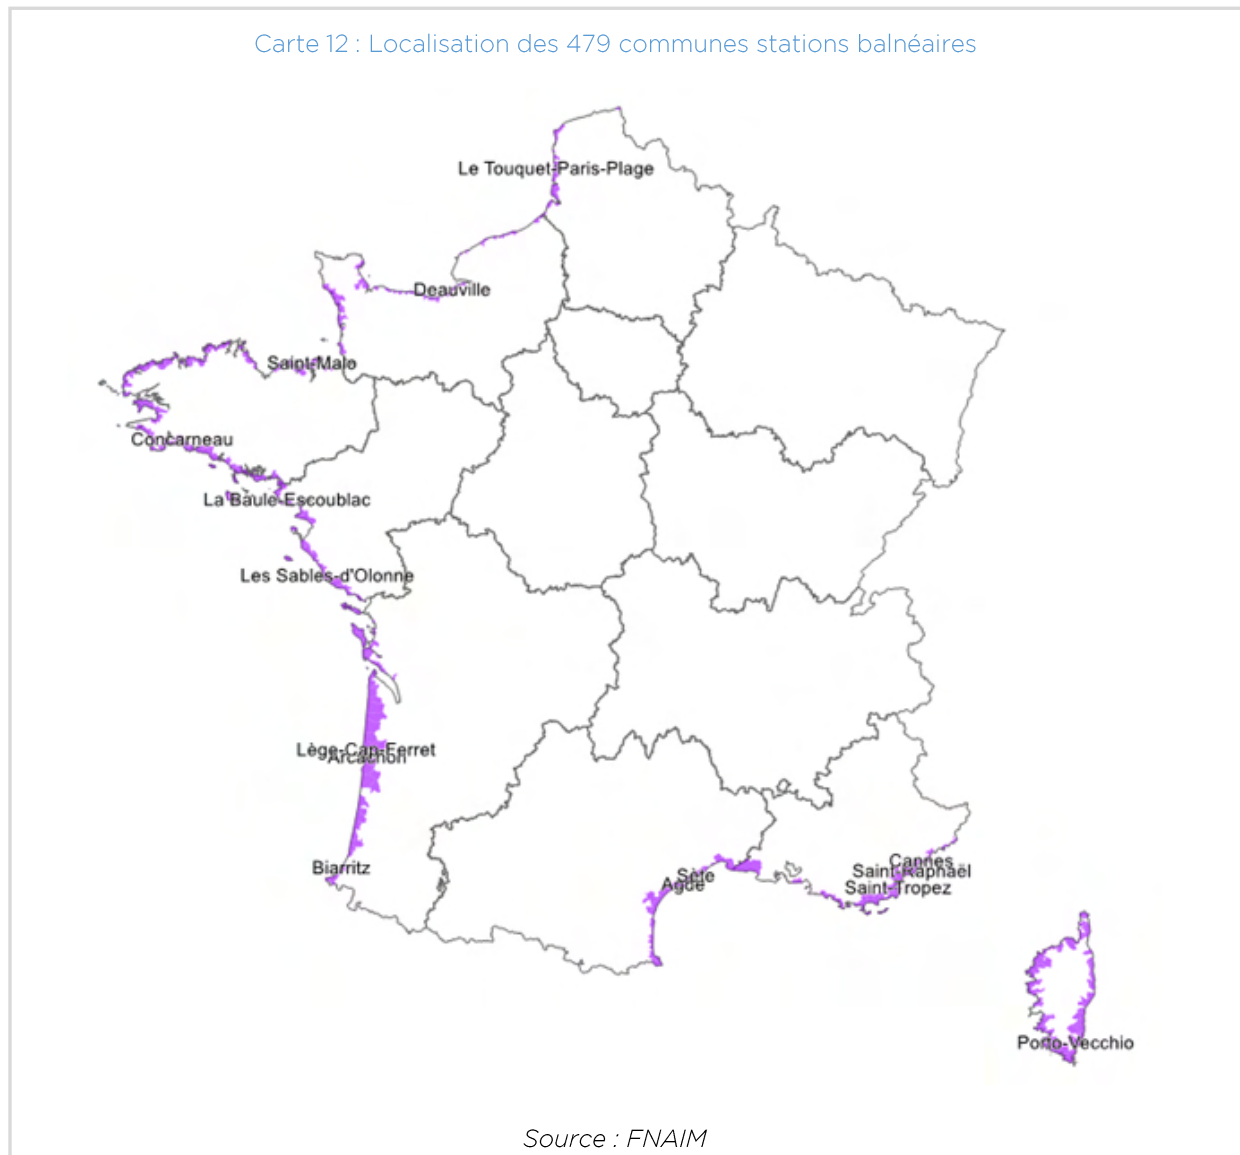 Carte 12 : Localisation des 479 communes stations balnéaires
Le Touquet-Paris-Plage
Deauville
Saint-Malo
Concarneau
La Baule-Escoublac
Les Sables-d'Olonne
Lège-Cap-Ferret
Arcachon
Biarritz
Cannes
Saint-Raphaël
Sète
Agde
Saint-Tropez
Porto-Vecchio
Source : FNAIM